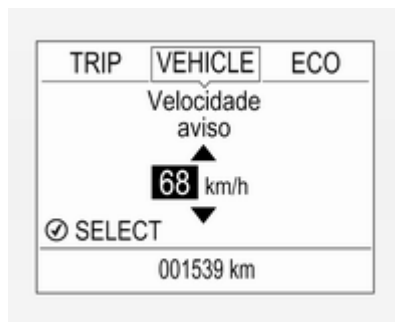 TRIP VEHICLE ECO
Velocidade
aviso
68 km/h
SELECT
001539 km